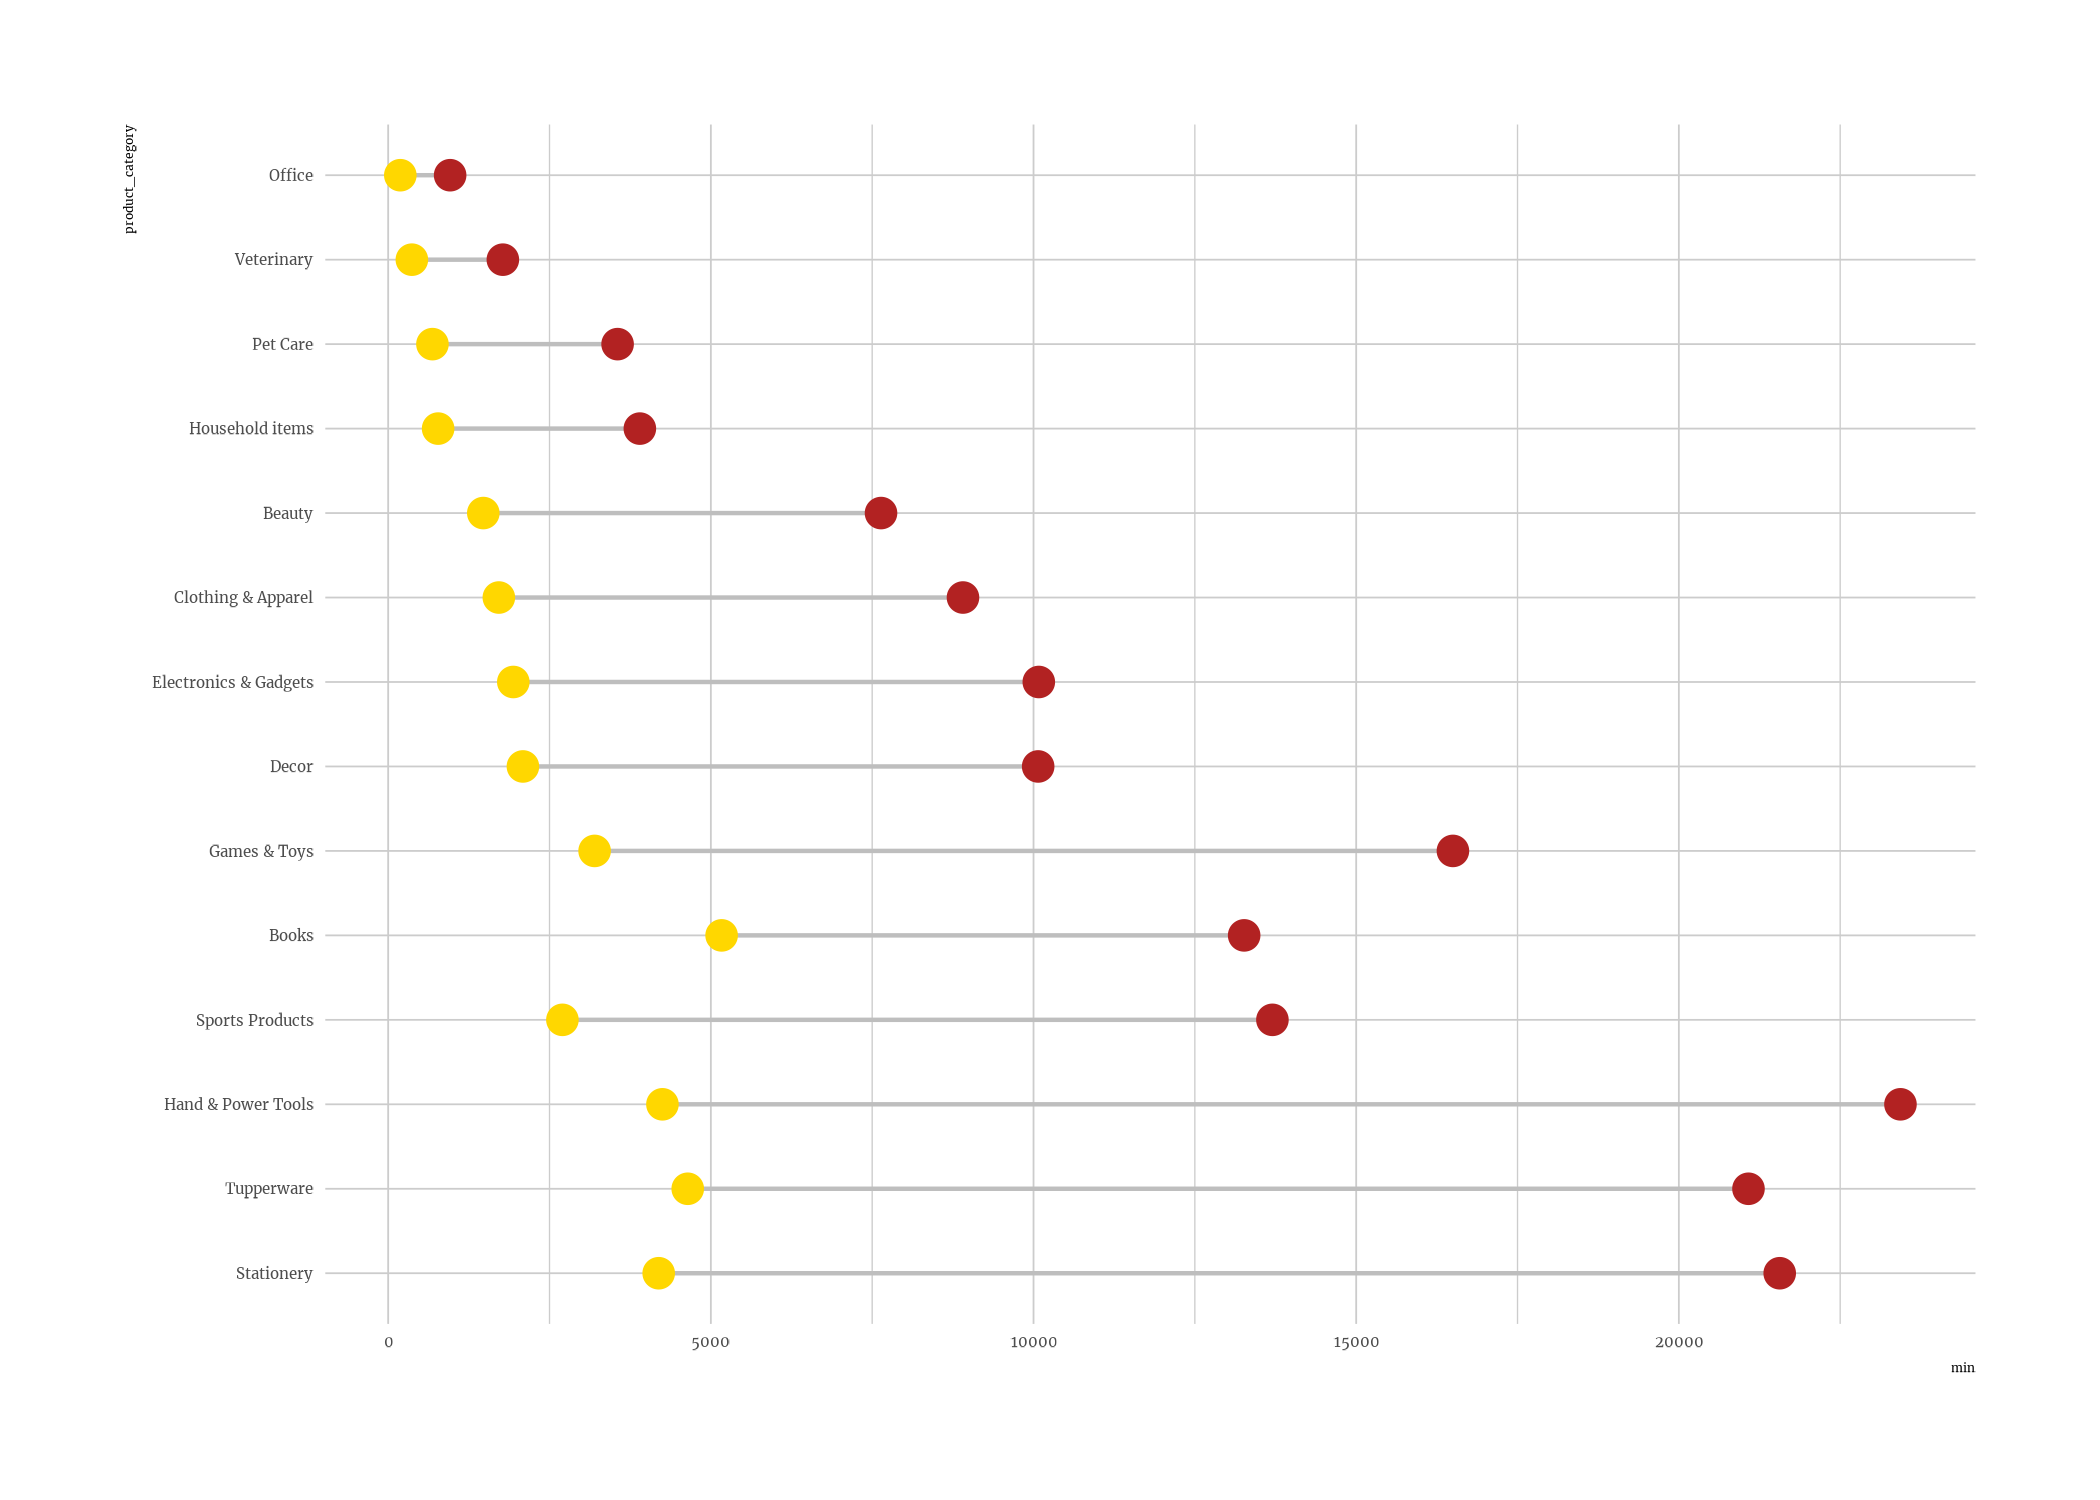 product_category
Office
Veterinary
Pet Care
Household items
Beauty
Clothing & Apparel
Electronics & Gadgets
Decor
Games & Toys
Books
Sports Products
Hand & Power Tools
Tupperware
Stationery
0 5000 10000 15000 20000
min